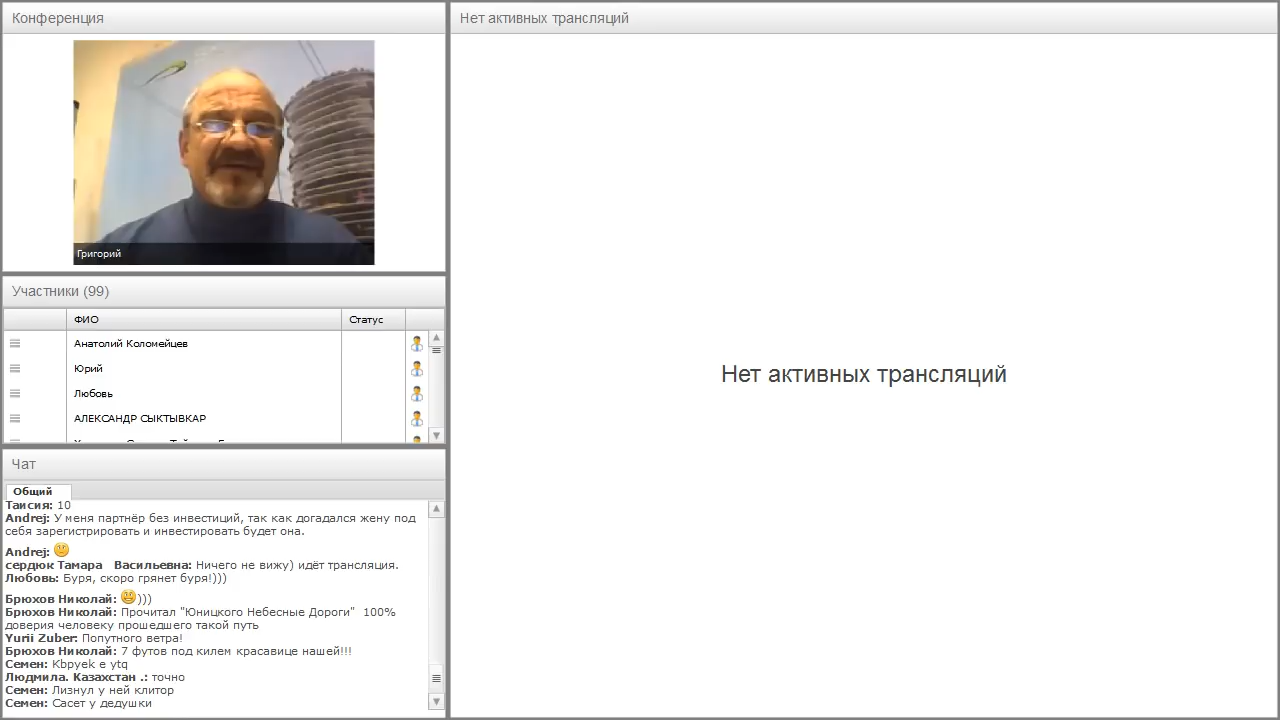 Конференция
Григорий
Участники (99)
ФИО Статус
Анатолий Коломейцев
Юрий
Любовь
АЛЕКСАНДР СЫКТЫВКАР
Чат
Общий
Таисия: 10
Andrej: У меня партнёр без инвестиций, так как догадался жену под
себя зарегистрировать и инвестировать будет она.
Andrej:
сердюк Тамара Васильевна: Ничего не вижу) идёт трансляция.
Любовь: Буря, скоро грянет буря!)))
Брюхов Николай: )))
Брюхов Николай: Прочитал "Юницкого Небесные Дороги" 100%
доверия человеку прошедшего такой путь
Yurii Zuber: Попутного ветра!
Брюхов Николай: 7 футов под килем красавице нашей!!!
Семен: Kbpyek e ytq
Людмила. Казахстан .: точно
Семен: Лизнул у ней клитор
Семен: Сасет у дедушки
Нет активных трансляций
Нет активных трансляций